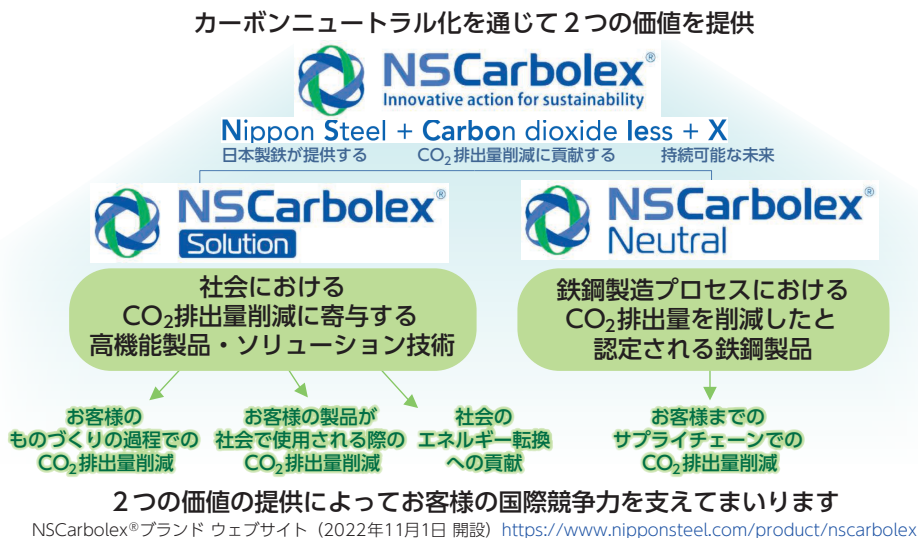 カーボンニュートラル化を通じて２つの価値を提供
NSCarbolex®
Innovative action for sustainability
Nippon Steel + Carbon dioxide less + X
日本製鉄が提供する CO₂排出量削減に貢献する 持続可能な未来
NSCarbolex®
Solution
NSCarbolex®
Neutral
社会における
CO₂排出量削減に寄与する
高機能製品・ソリューション技術
鉄鋼製造プロセスにおける
CO₂排出量を削減したと
認定される鉄鋼製品
お客様の
ものづくりの過程での
CO₂排出量削減
お客様の製品が
社会で使用される際の
CO₂排出量削減
社会の
エネルギー転換
への貢献
お客様までの
サプライチェーンでの
CO₂排出量削減
２つの価値の提供によってお客様の国際競争力を支えてまいります
NSCarbolex®ブランド ウェブサイト（2022年11月1日 開設）https://www.nipponsteel.com/product/nscarbolex